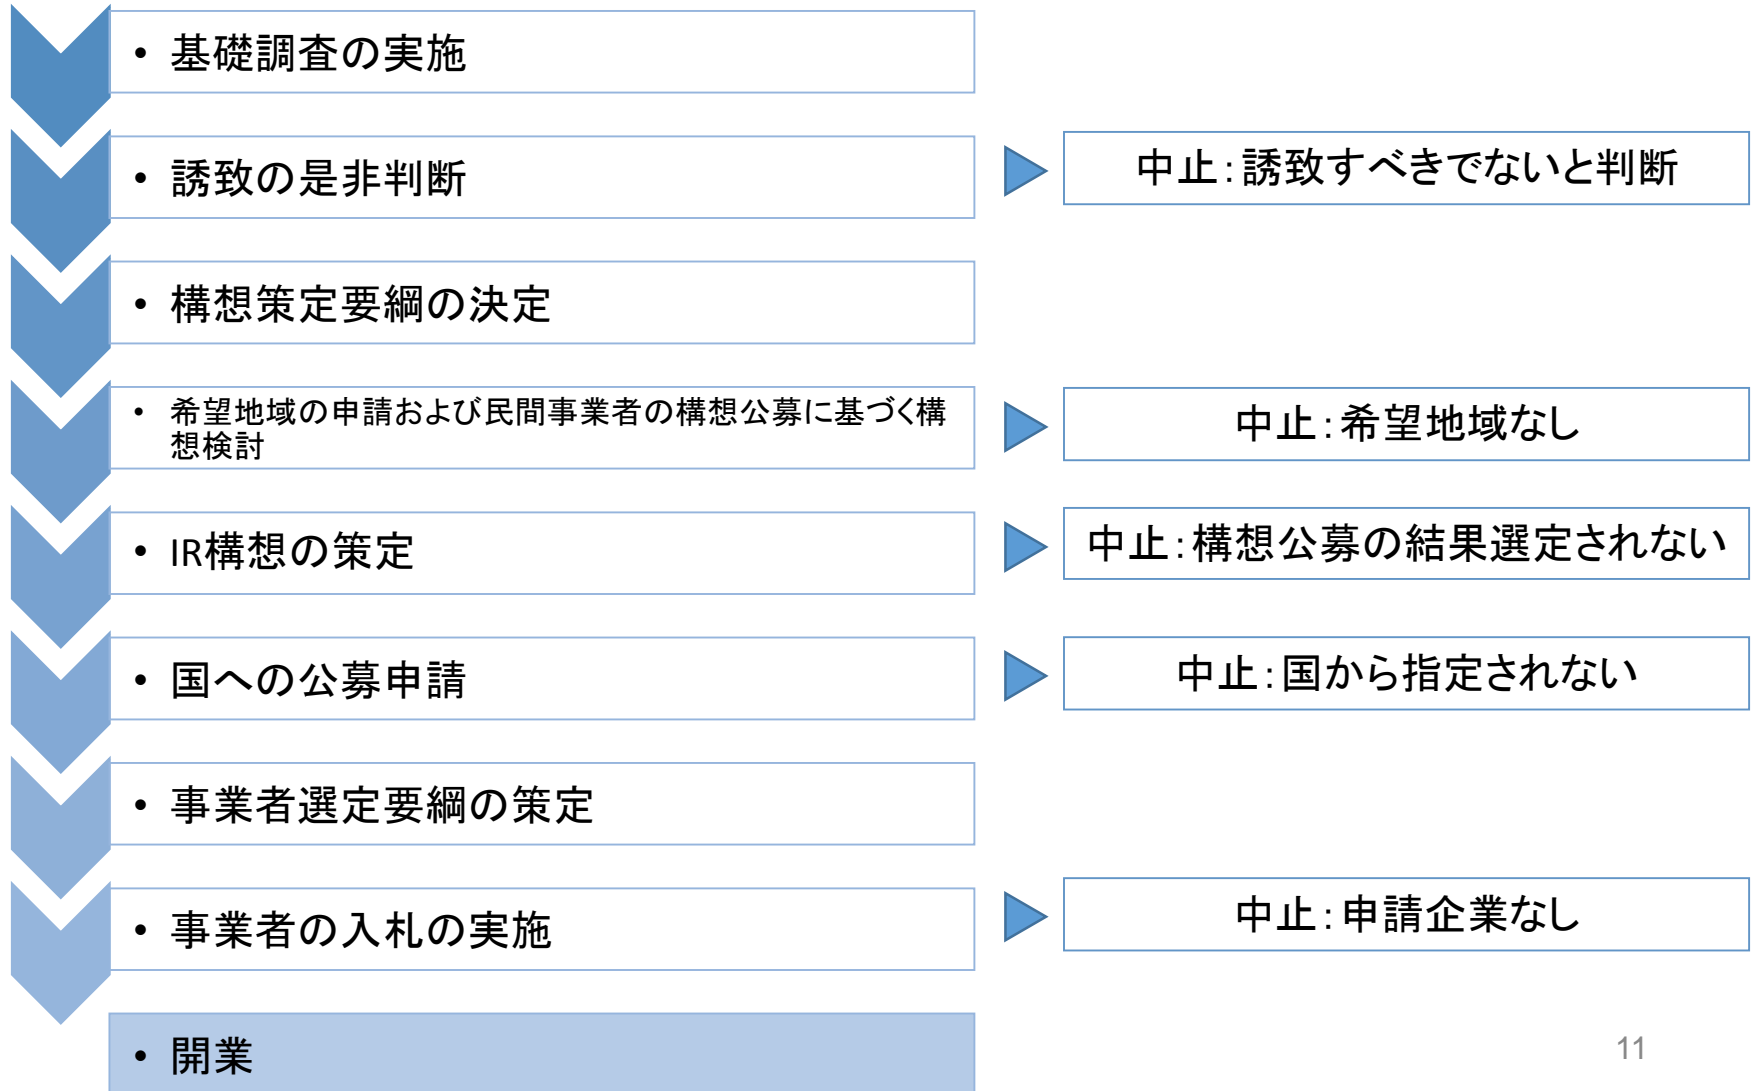 • 基礎調査の実施
• 誘致の是非判断
中止：誘致すべきでないと判断
• 構想策定要綱の決定
• 希望地域の申請および民間事業者の構想公募に基づく構
想検討
中止：希望地域なし
• IR構想の策定
中止：構想公募の結果選定されない
• 国への公募申請
中止：国から指定されない
• 事業者選定要綱の策定
• 事業者の入札の実施
中止：申請企業なし
• 開業
11